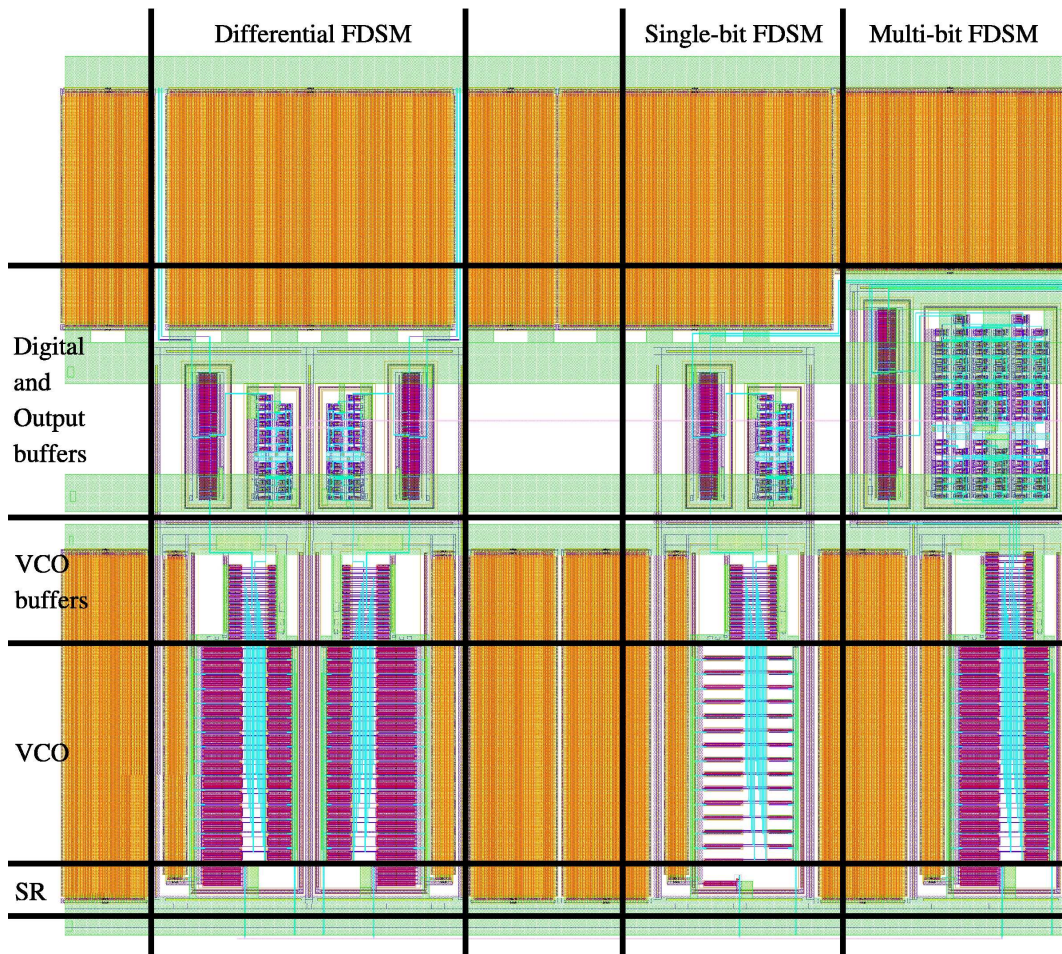 Differential FDSM
Single-bit FDSM
Multi-bit FDSM
Digital
and
Output
buffers
VCO
buffers
VCO
SR